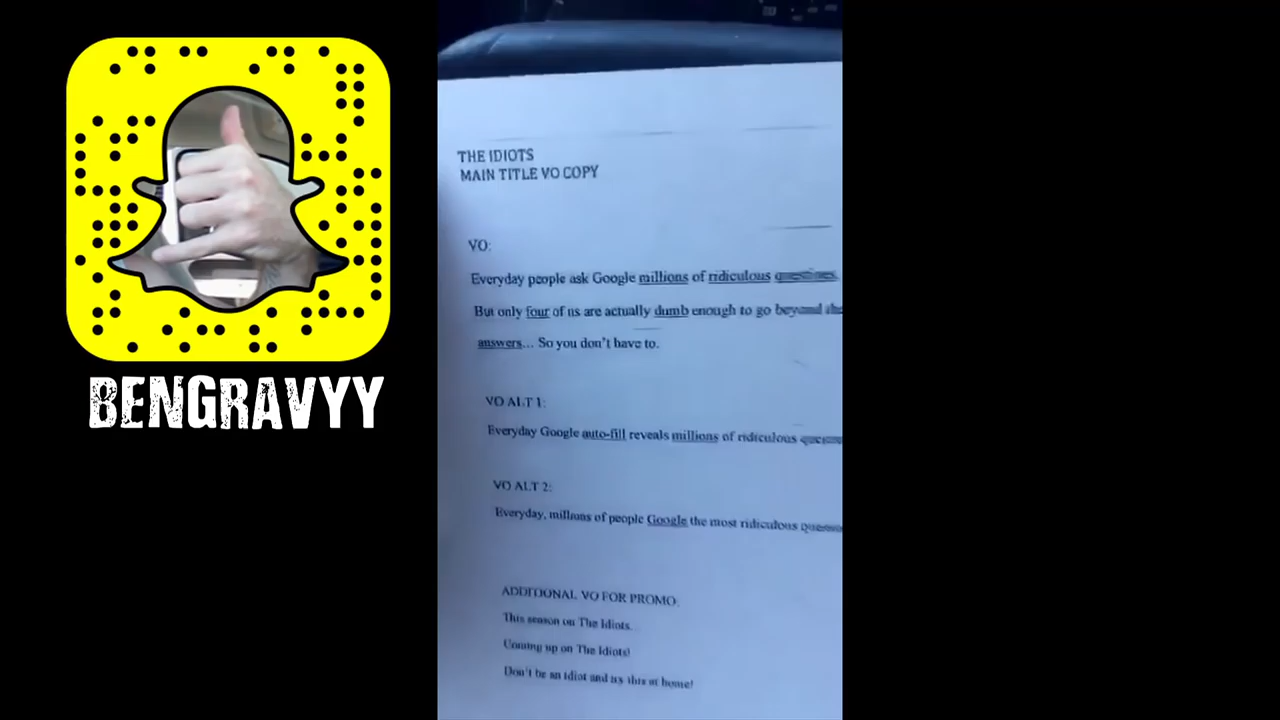 BENGRAVYY
THE IDIOTS
MAIN TITLE VO COPY
VO:
Everyday people ask Google millions of ridiculous questions.
But only four of us are actually dumb enough to go beyond the
answers... So you don't have to.
VO ALT 1:
Everyday Google auto-fill reveals millions of ridiculous
VO ALT 2:
Everyday, millions of people Google the most ridiculous
ADDITIONAL VO FOR PROMO:
This season on The Idiots.
Coming up on The Idiots!
Don't be an idiot and try this at home!